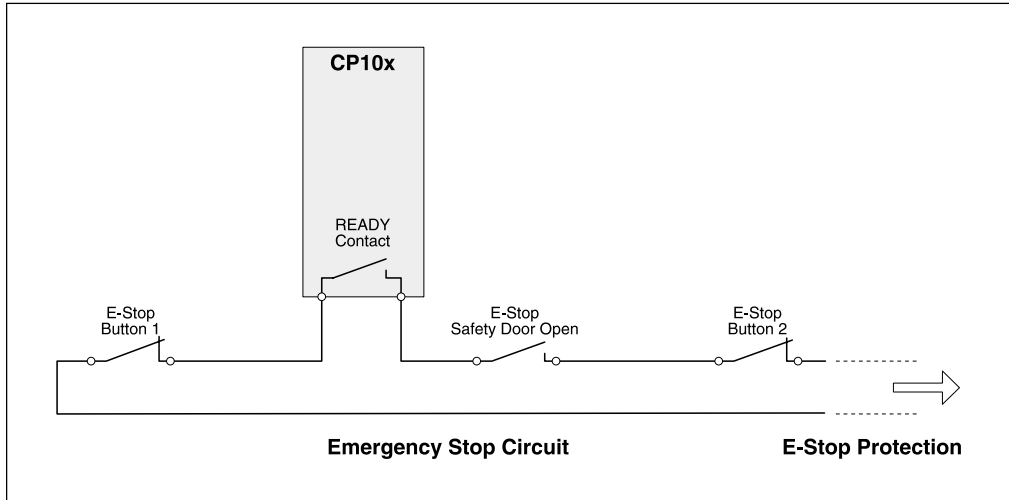 CP10x
READY
Contact
E-Stop
Button 1
E-Stop
Safety Door Open
E-Stop
Button 2
Emergency Stop Circuit
E-Stop Protection